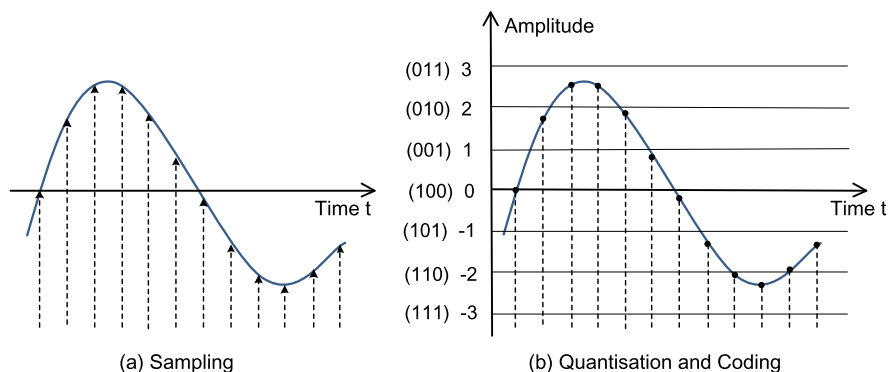 Time t
(a) Sampling
Amplitude
(011) 3
(010) 2
(001) 1
(100) 0
(101) -1
(110) -2
(111) -3
Time t
(b) Quantisation and Coding